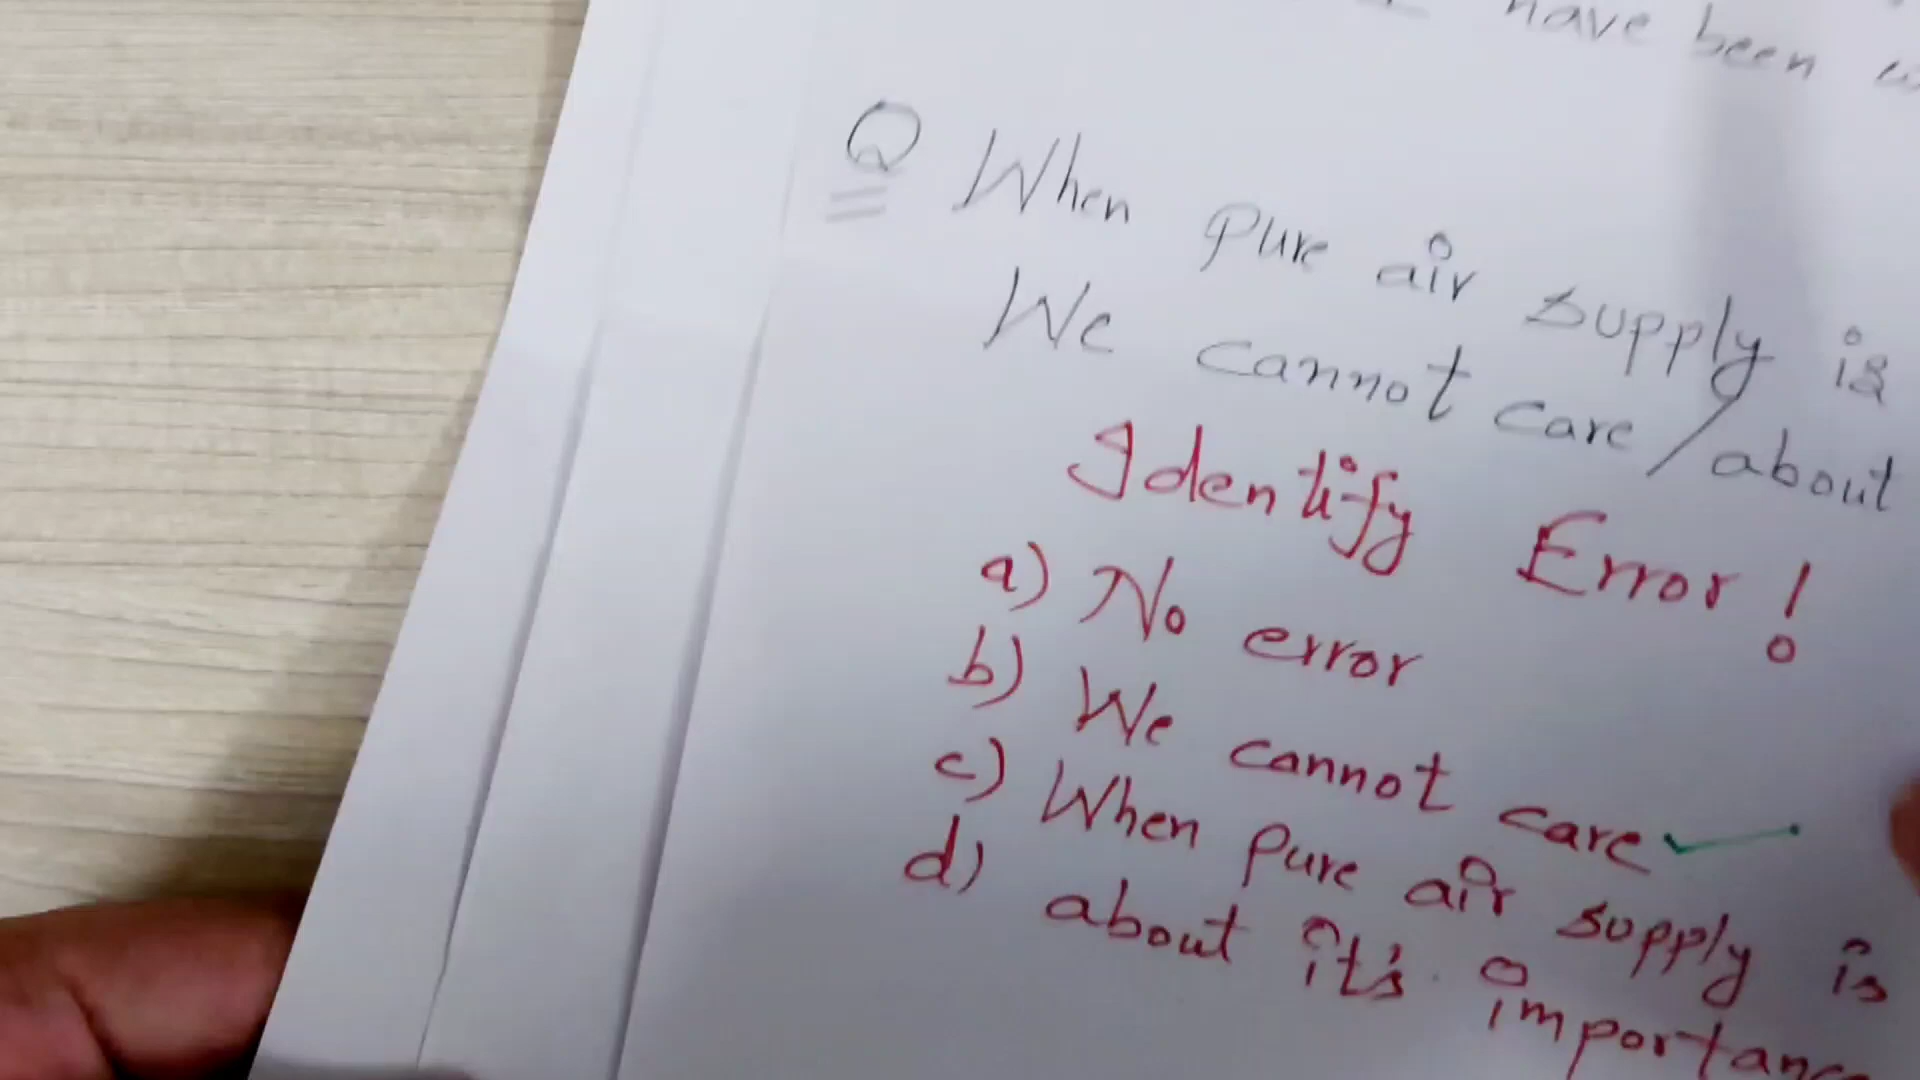 have been
Q When pure air supply is
We cannot care / about
Identify Error!
a) No error
b) We cannot care
c) When pure air supply is
d) about it's importance